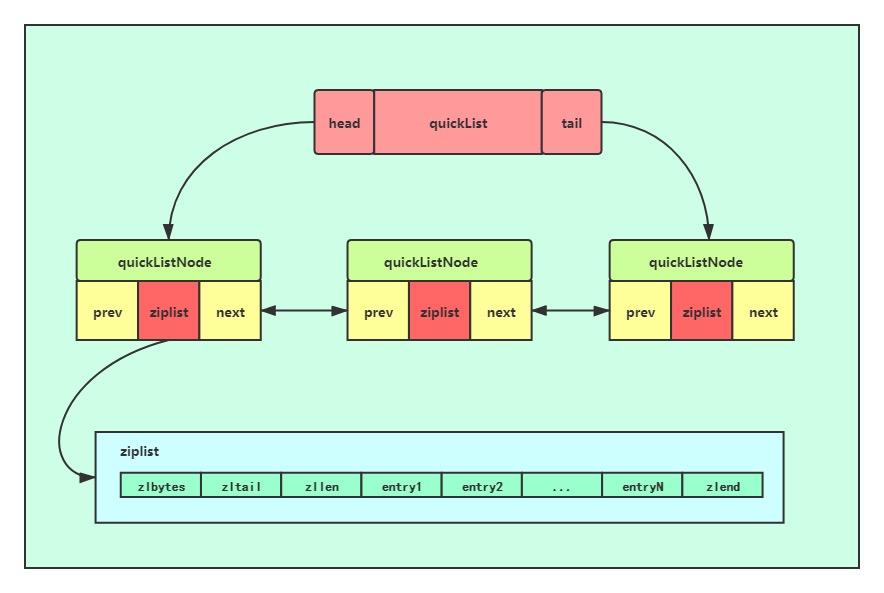 head quickList tail
quickListNode quickListNode quickListNode
prev ziplist next prev ziplist next prev ziplist next
ziplist
zlbytes zltail zllen entry1 entry2 ... entryN zlend